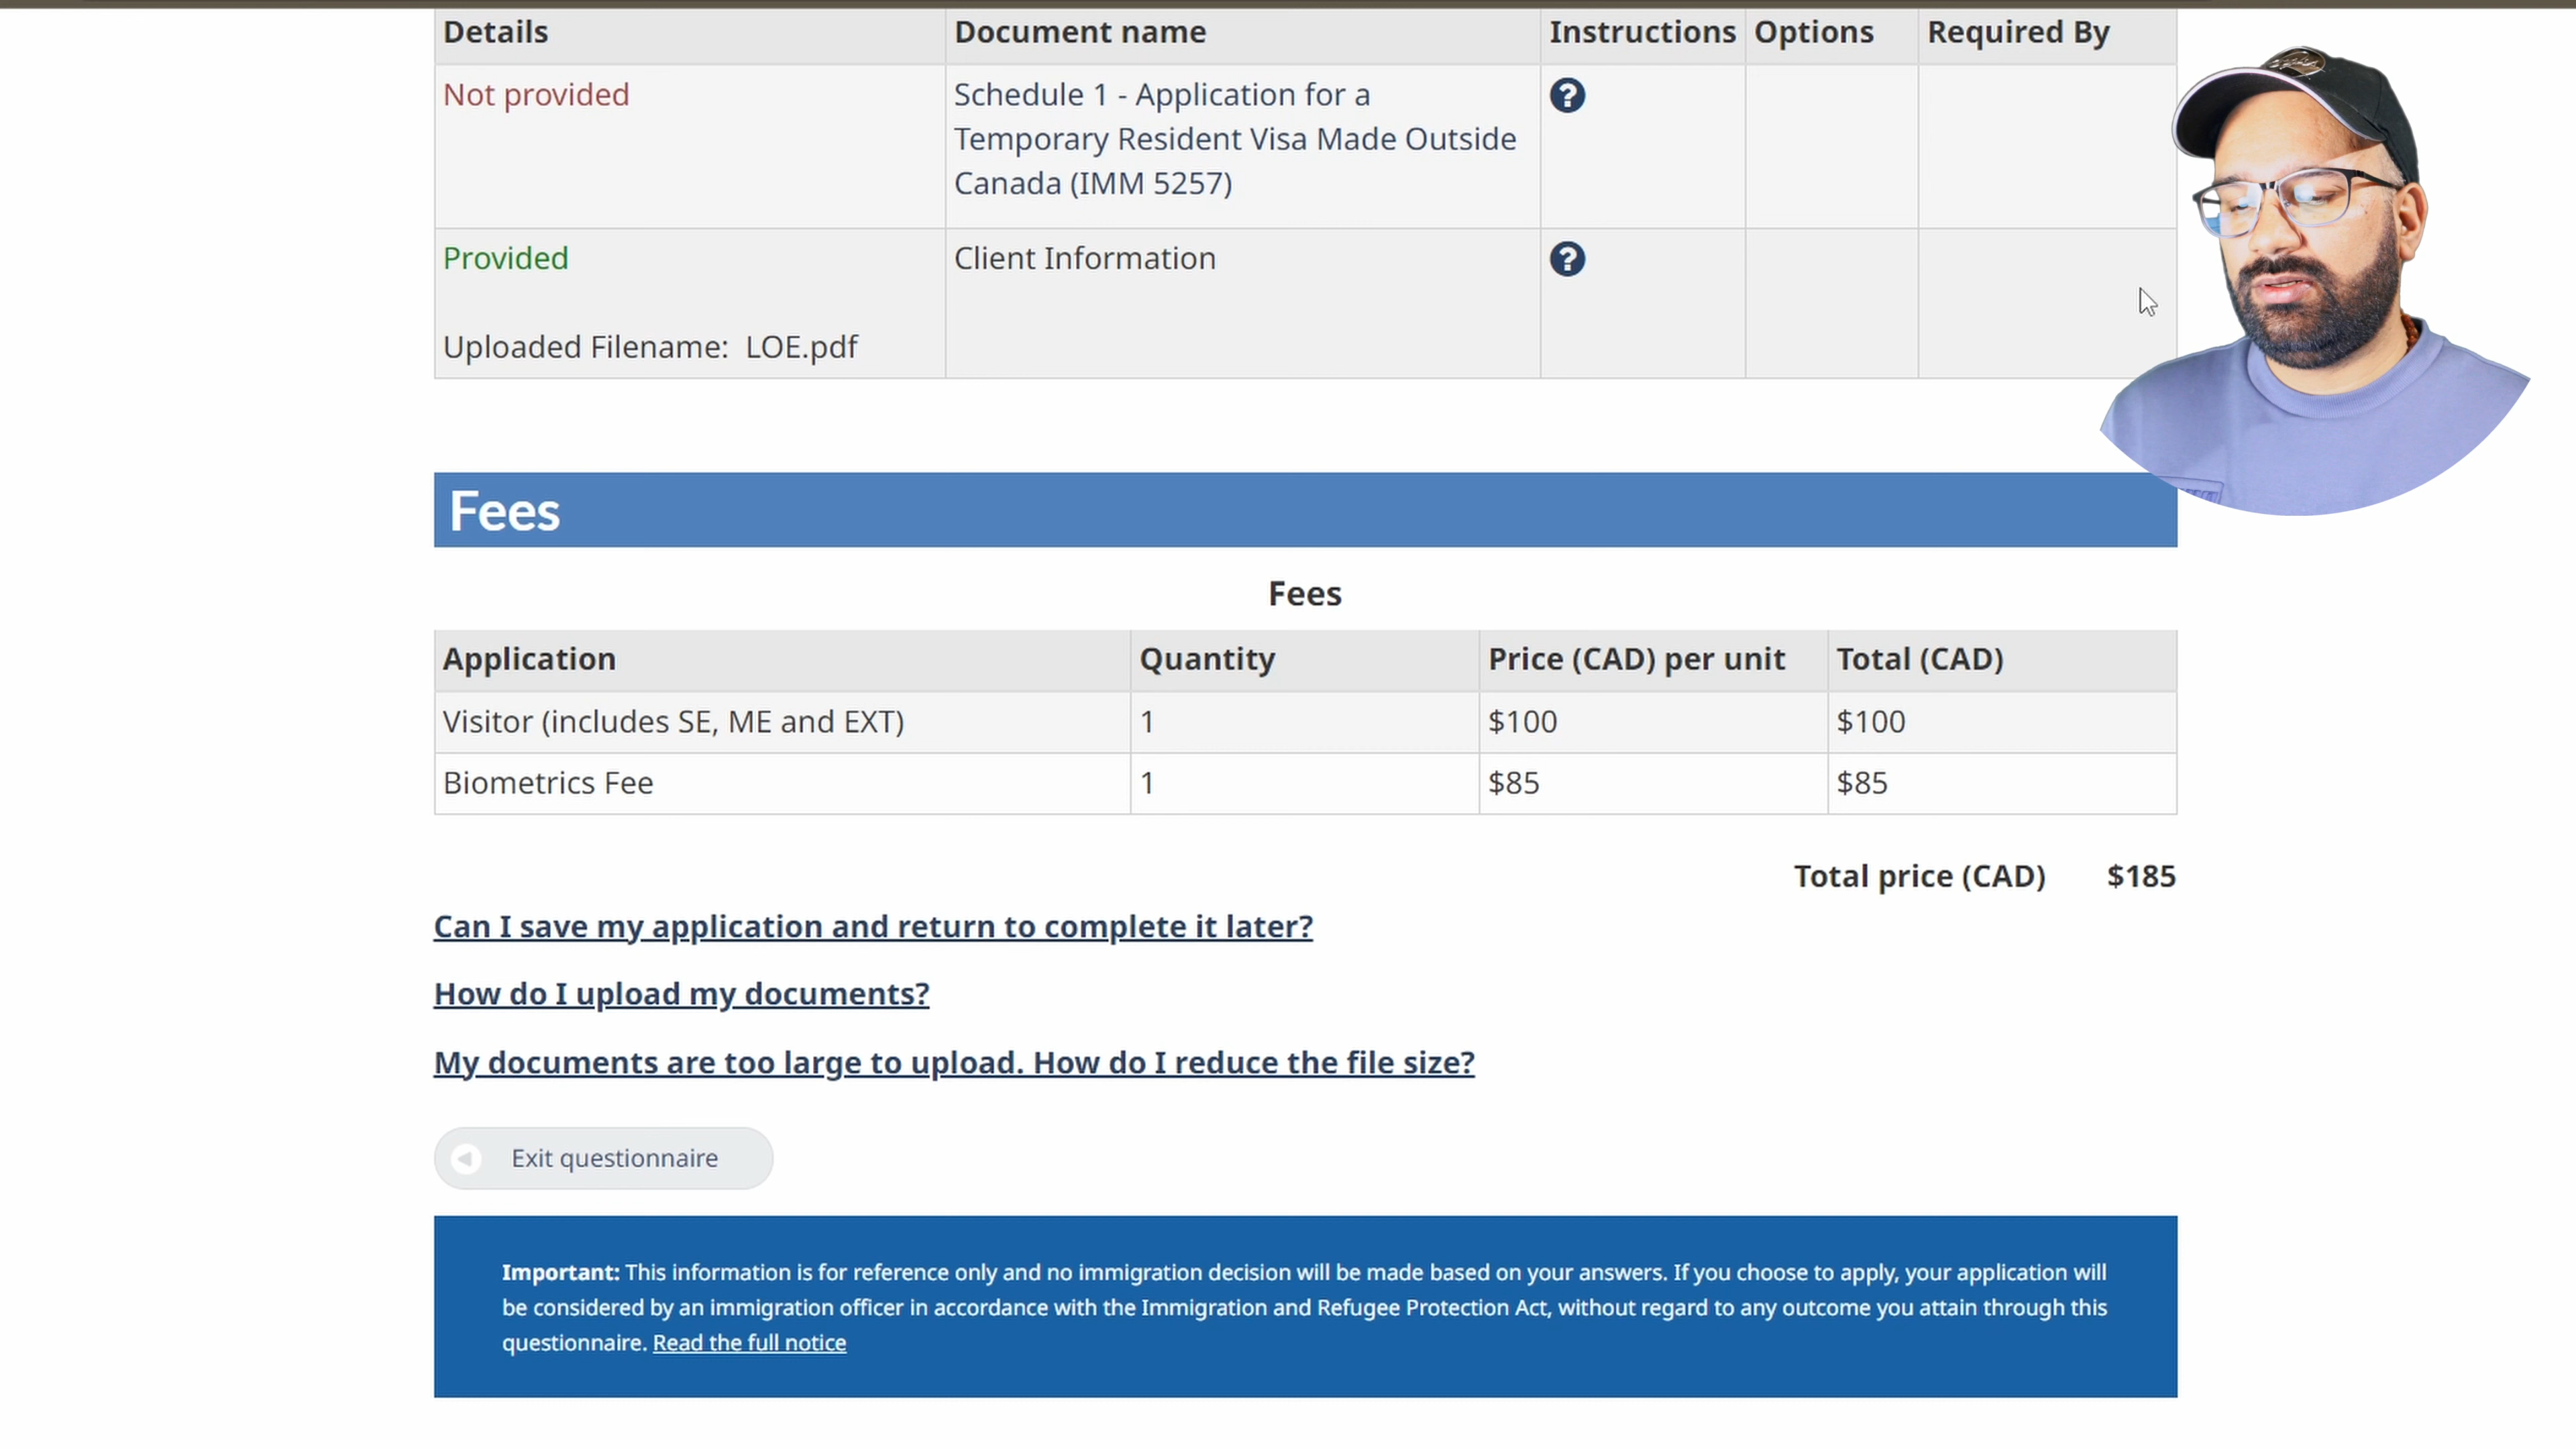 Details Document name Instructions Options Required By
Not provided Schedule 1 - Application for a
Temporary Resident Visa Made Outside
Canada (IMM 5257)
Provided Client Information
Uploaded Filename: LOE.pdf
Fees
Fees
Application Quantity Price (CAD) per unit Total (CAD)
Visitor (includes SE, ME and EXT) 1 $100 $100
Biometrics Fee 1 $85 $85
Total price (CAD) $185
Can I save my application and return to complete it later?
How do I upload my documents?
My documents are too large to upload. How do I reduce the file size?
Exit questionnaire
Important: This information is for reference only and no immigration decision will be made based on your answers. If you choose to apply, your application will
be considered by an immigration officer in accordance with the Immigration and Refugee Protection Act, without regard to any outcome you attain through this
questionnaire. Read the full notice